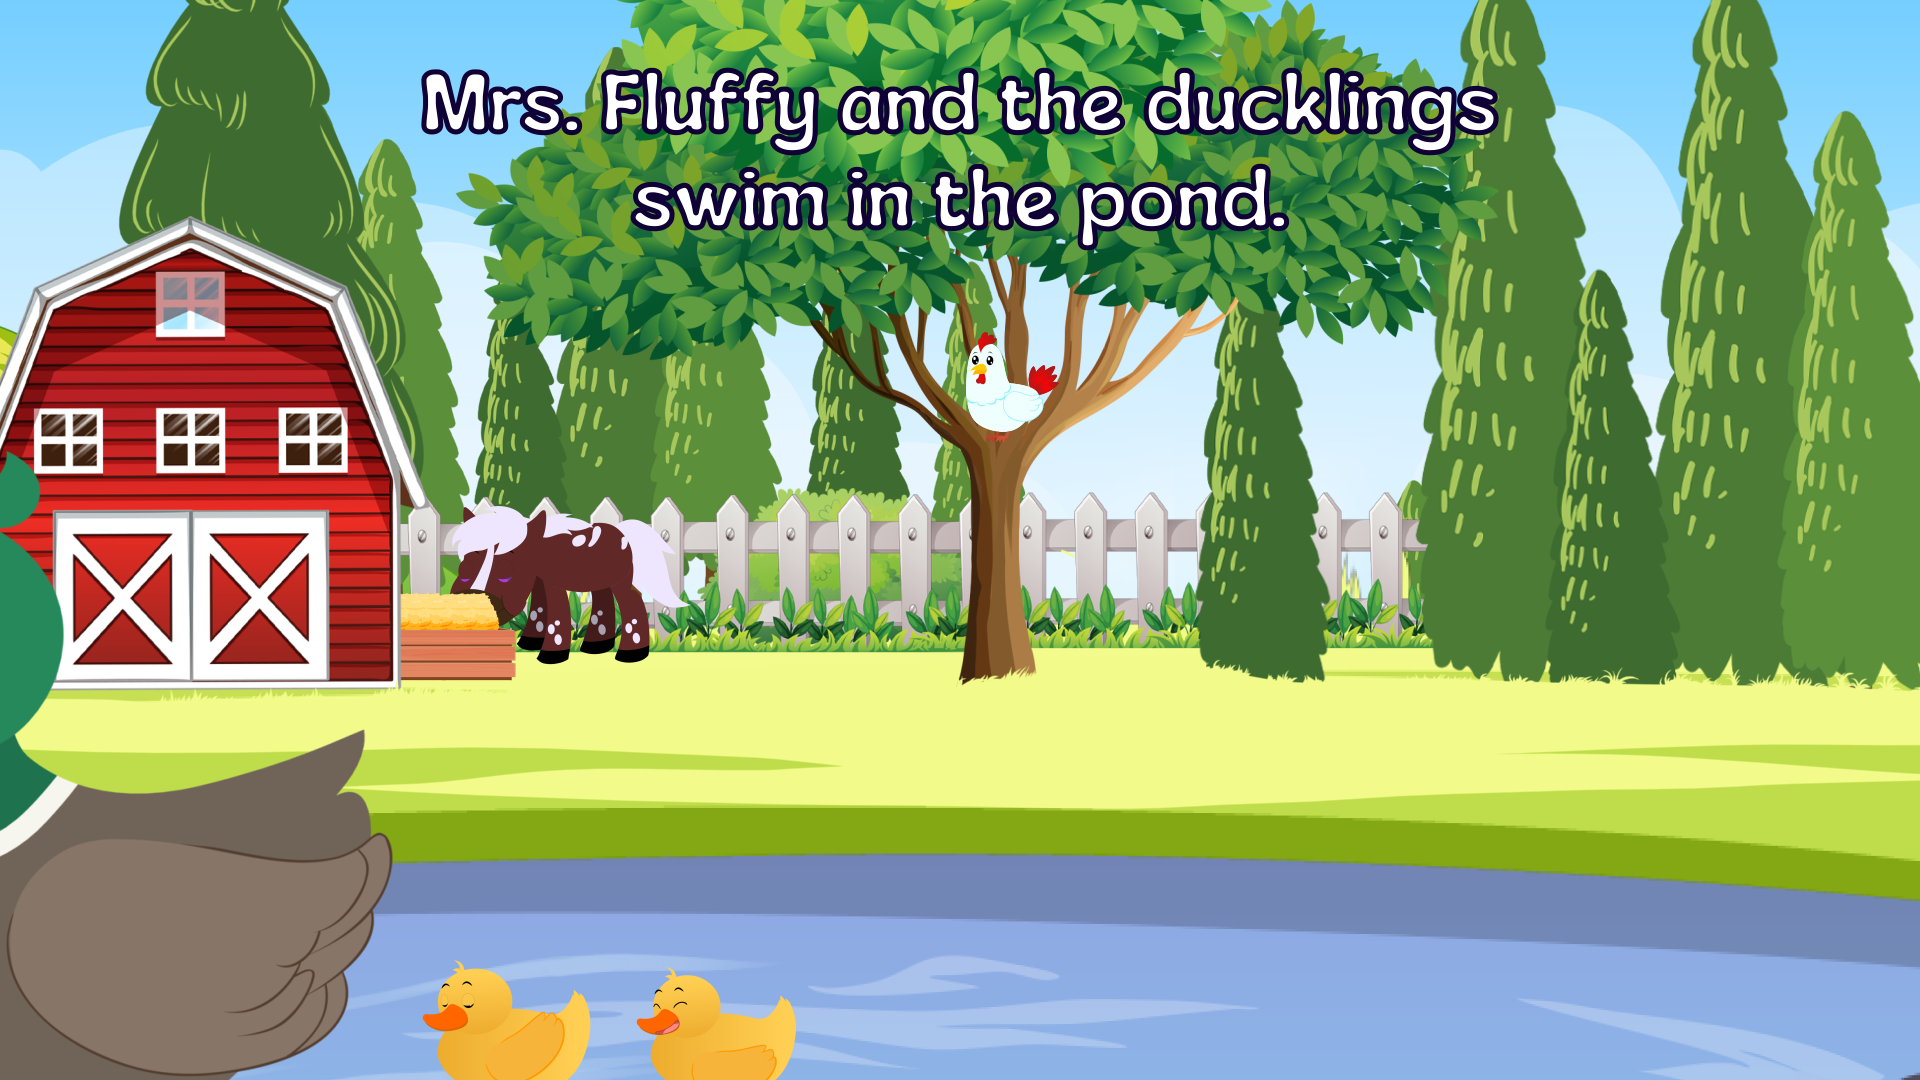 Mrs. Fluffy and the ducklings
swim in the pond.